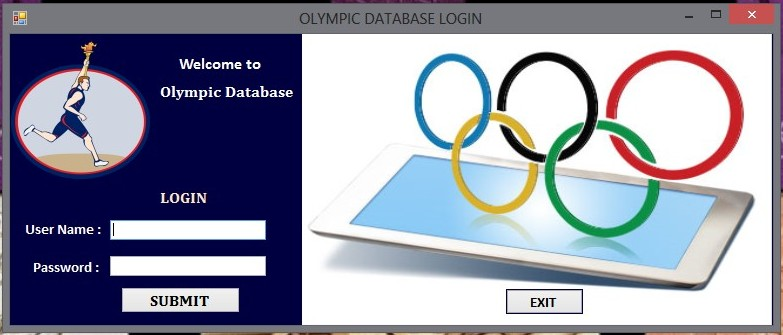 OLYMPIC DATABASE LOGIN
Welcome to
Olympic Database
LOGIN
User Name :
Password :
SUBMIT
EXIT